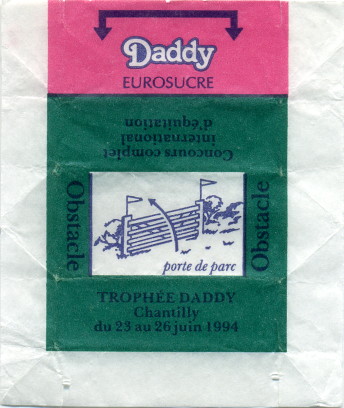 Daddy
EUROSUCRE
Concours complet
international
d'équitation
Obstacle
Obstacle
porte de parc
TROPHÉE DADDY
Chantilly
du 23 au 26 juin 1994